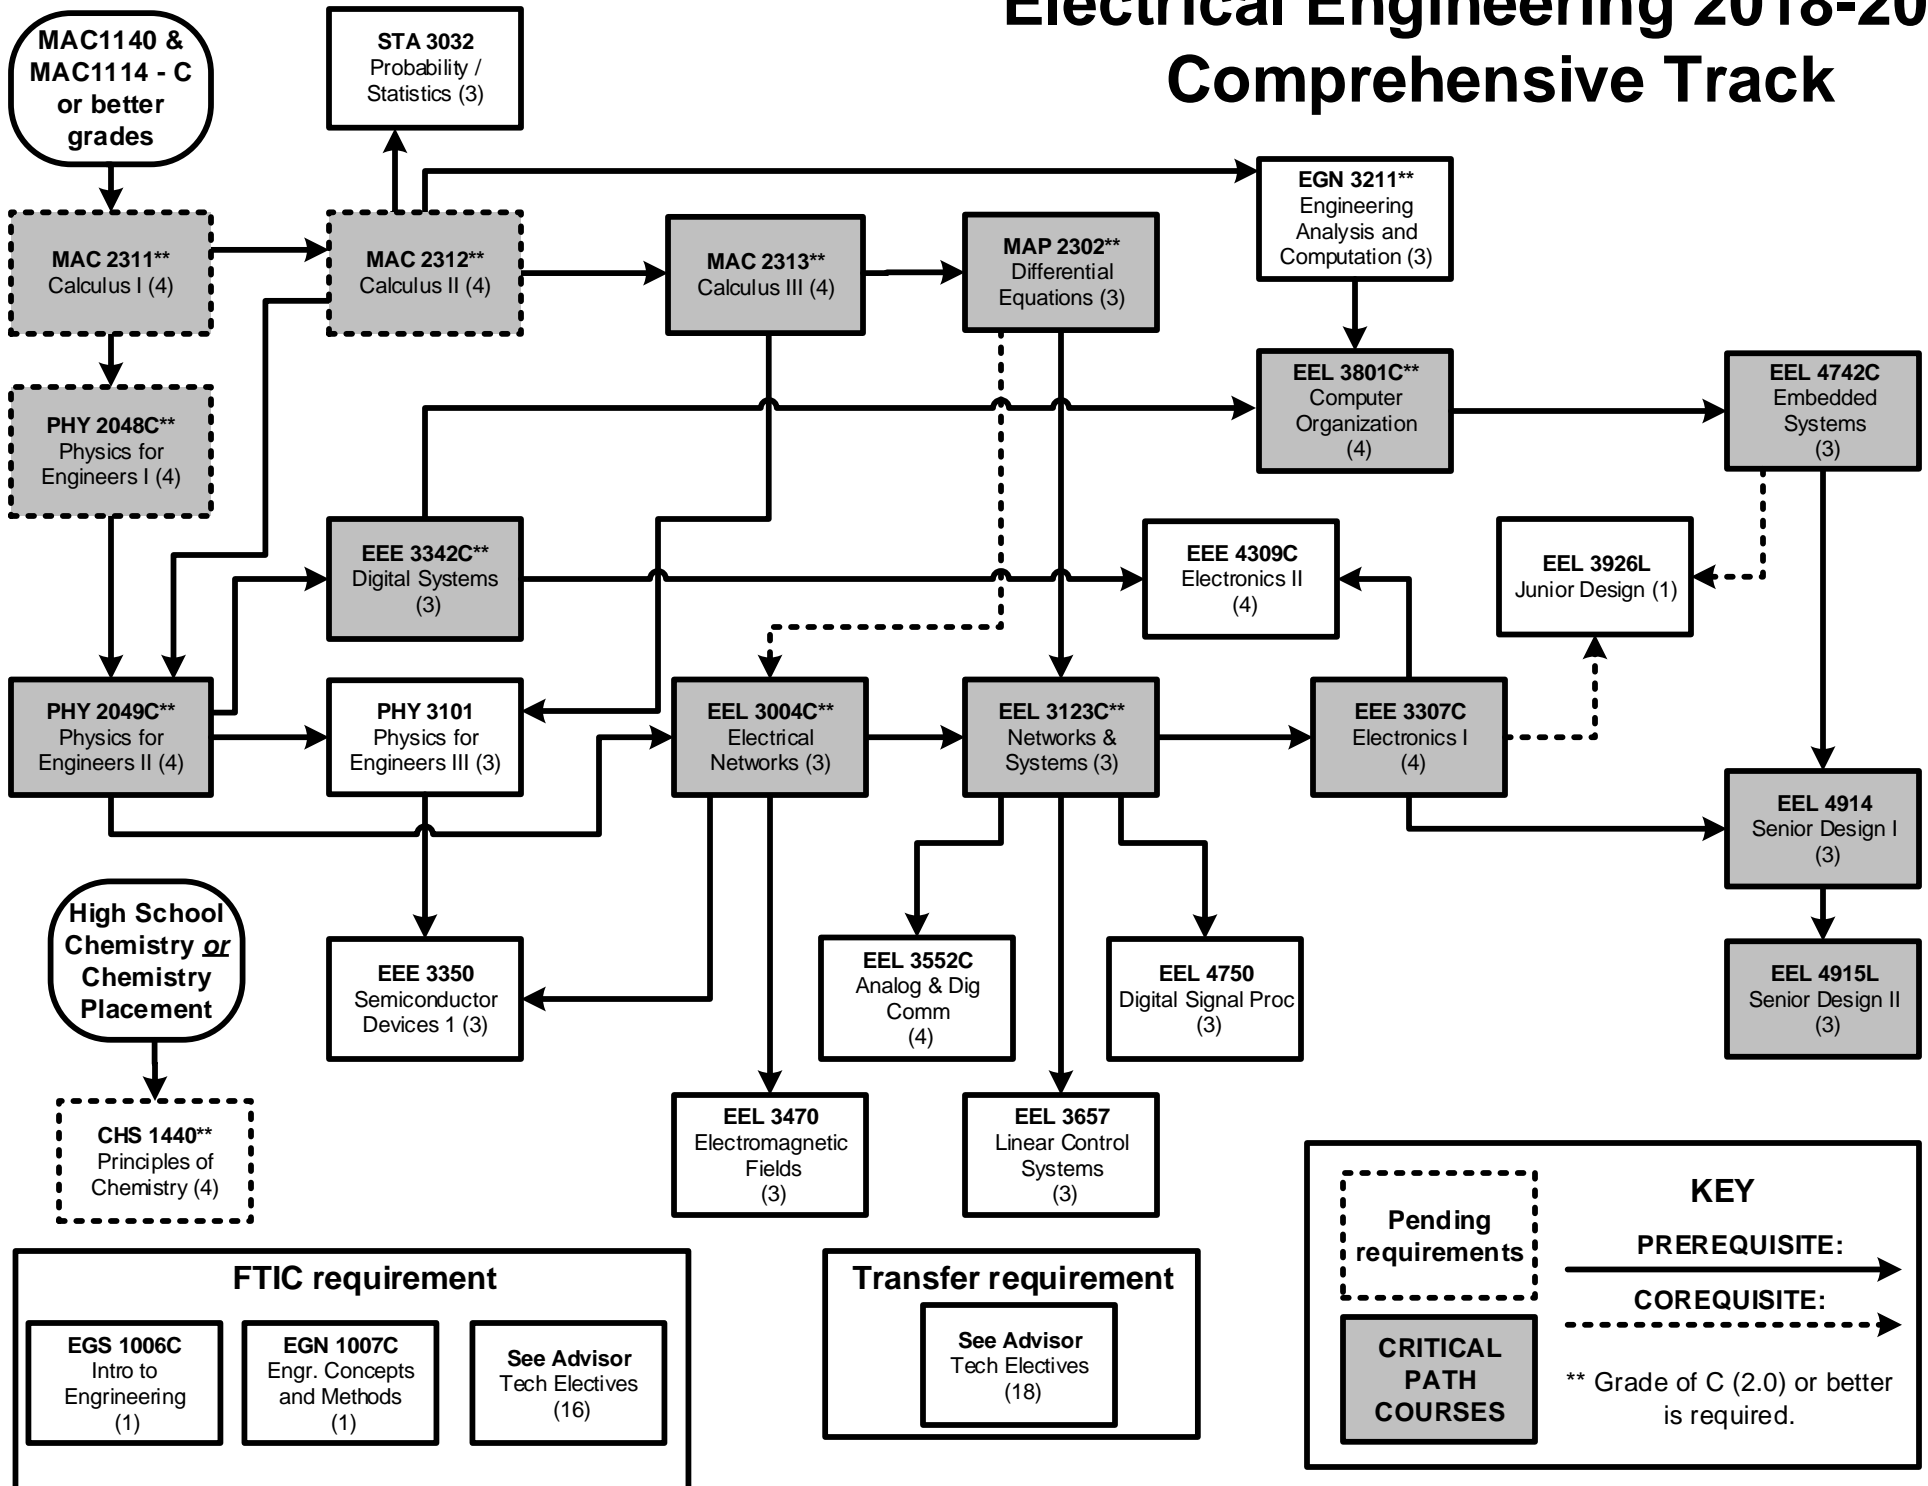 Electrical Engineering 2018-20
Comprehensive Track
MAC1140 &
MAC1114 - C
or better
grades
STA 3032
Probability /
Statistics (3)
EGN 3211**
Engineering
Analysis and
Computation (3)
MAC 2311**
Calculus I (4)
MAC 2312**
Calculus II (4)
MAC 2313**
Calculus III (4)
MAP 2302**
Differential
Equations (3)
PHY 2048C**
Physics for
Engineers I (4)
EEL 3801C**
Computer
Organization
(4)
EEL 4742C
Embedded
Systems
(3)
EEE 3342C**
Digital Systems
(3)
EEE 4309C
Electronics II
(4)
EEL 3926L
Junior Design (1)
PHY 2049C**
Physics for
Engineers II (4)
PHY 3101
Physics for
Engineers III (3)
EEL 3004C**
Electrical
Networks (3)
EEL 3123C**
Networks &
Systems (3)
EEE 3307C
Electronics I
(4)
EEL 4914
Senior Design I
(3)
High School
Chemistry or
Chemistry
Placement
EEE 3350
Semiconductor
Devices 1 (3)
EEL 3552C
Analog & Dig
Comm
(4)
EEL 4750
Digital Signal Proc
(3)
EEL 4915L
Senior Design II
(3)
CHS 1440**
Principles of
Chemistry (4)
EEL 3470
Electromagnetic
Fields
(3)
EEL 3657
Linear Control
Systems
(3)
FTIC requirement
EGS 1006C
Intro to
Engrineering
(1)
EGN 1007C
Engr. Concepts
and Methods
(1)
See Advisor
Tech Electives
(16)
Transfer requirement
See Advisor
Tech Electives
(18)
KEY
Pending
requirements
PREREQUISITE:
COREQUISITE:
CRITICAL
PATH
COURSES
** Grade of C (2.0) or better
is required.